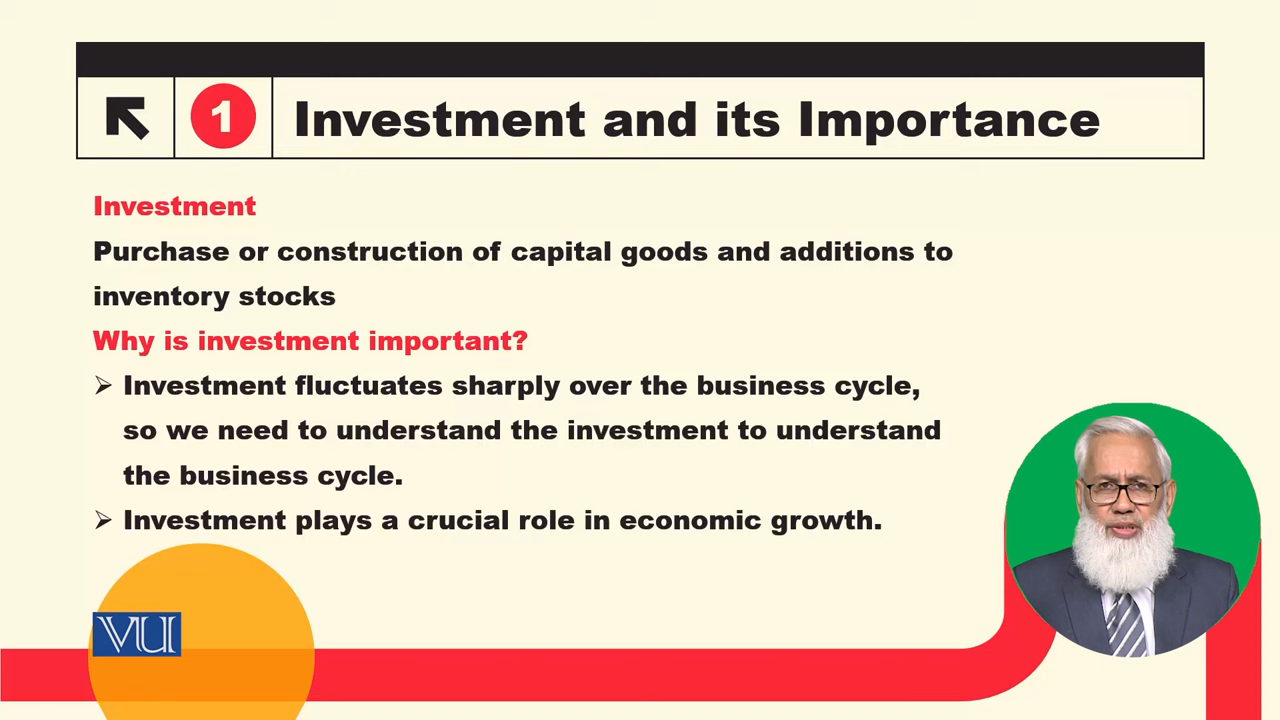 1
Investment and its Importance
Investment
Purchase or construction of capital goods and additions to
inventory stocks
Why is investment important?
➢ Investment fluctuates sharply over the business cycle,
so we need to understand the investment to understand
the business cycle.
➢ Investment plays a crucial role in economic growth.
VU